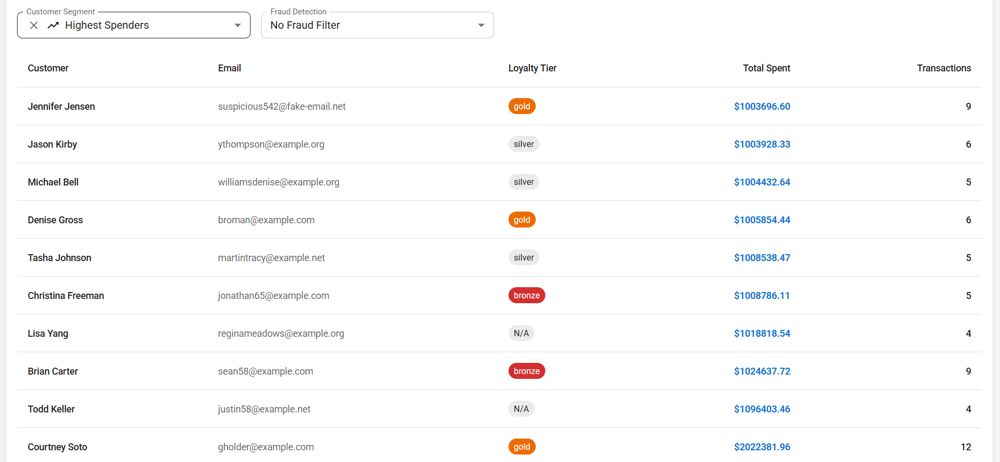 Customer Segment Fraud Detection
Highest Spenders No Fraud Filter
Customer Email Loyalty Tier Total Spent Transactions
Jennifer Jensen suspicious542@fake-email.net gold $1003696.60 9
Jason Kirby ythompson@example.org silver $1003928.33 6
Michael Bell williamsdenise@example.org silver $1004432.64 5
Denise Gross broman@example.com gold $1005854.44 6
Tasha Johnson martintracy@example.net silver $1008538.47 5
Christina Freeman jonathan65@example.com bronze $1008786.11 5
Lisa Yang reginameadows@example.org N/A $1018818.54 4
Brian Carter sean58@example.com bronze $1024637.72 9
Todd Keller justin58@example.net N/A $1096403.46 4
Courtney Soto gholder@example.com gold $2022381.96 12